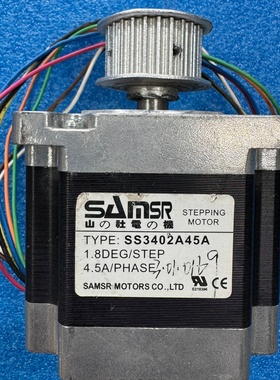 SAMSR STEPPING MOTOR
山の社電の機
TYPE: SS3402A45A
1.8DEG/STEP
4.5A/PHASE
SAMSR MOTORS CO.,LTD